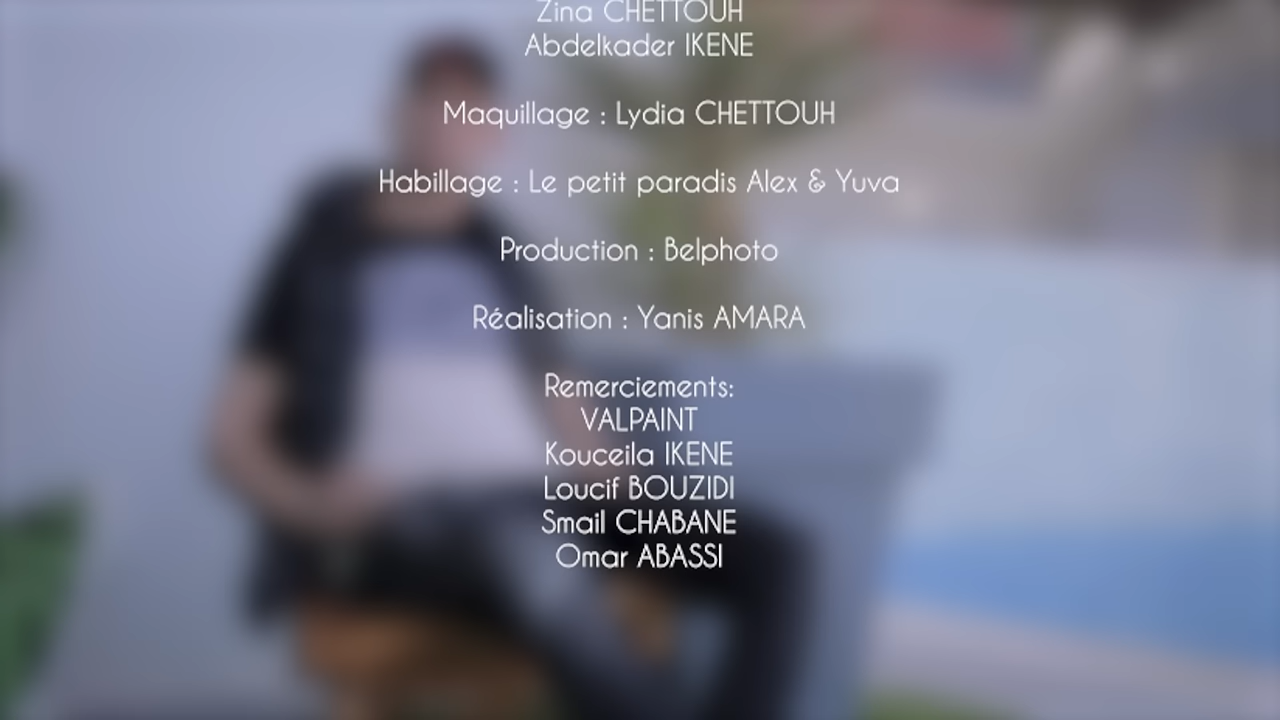 Zina CHETTOUH
Abdelkader IKENE
Maquillage : Lydia CHETTOUH
Habillage : Le petit paradis Alex & Yuva
Production : Belphoto
Réalisation : Yanis AMARA
Remerciements:
VALPAINT
Kouceila IKENE
Loucif BOUZIDI
Smail CHABANE
Omar ABASSI